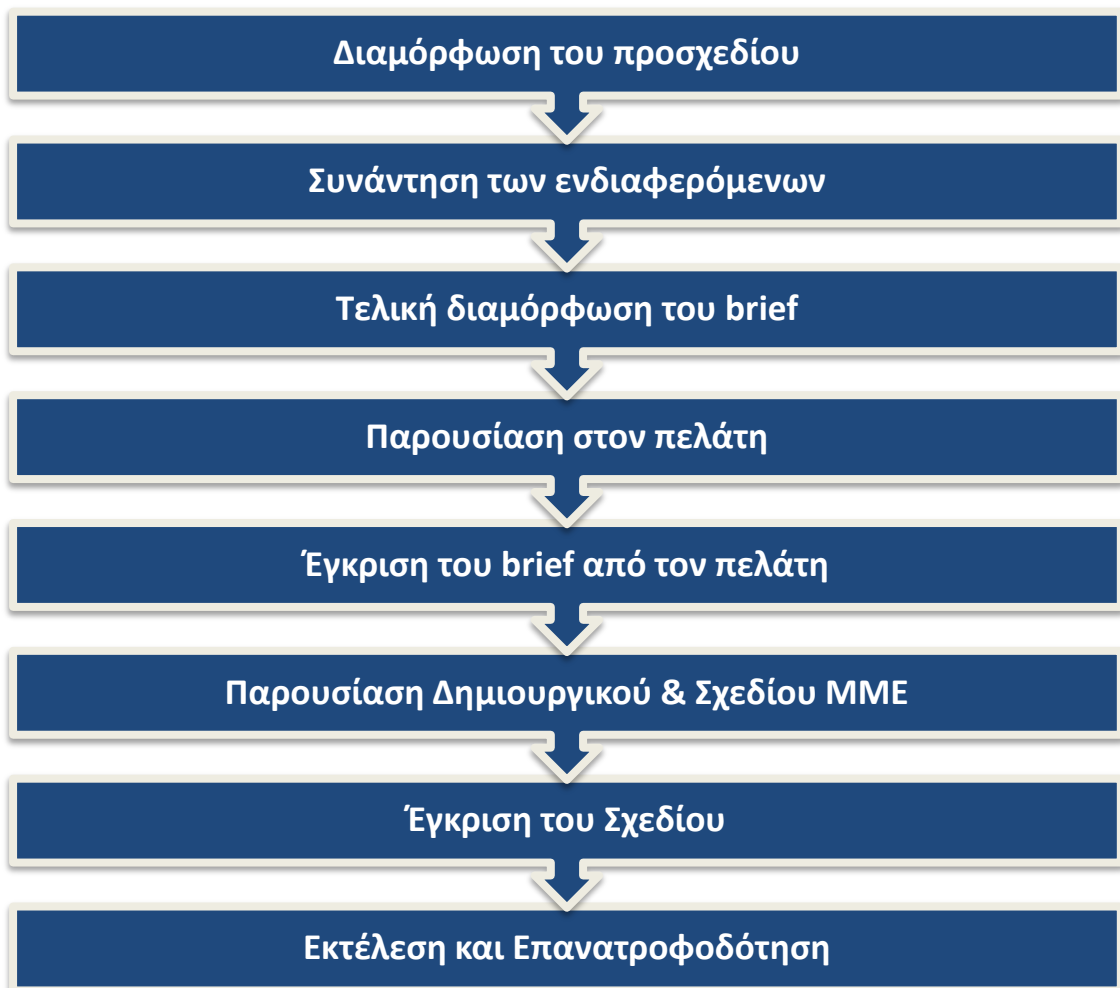 Διαμόρφωση του προσχεδίου
Συνάντηση των ενδιαφερόμενων
Τελική διαμόρφωση του brief
Παρουσίαση στον πελάτη
Έγκριση του brief από τον πελάτη
Παρουσίαση Δημιουργικού & Σχεδίου ΜΜΕ
Έγκριση του Σχεδίου
Εκτέλεση και Επανατροφοδότηση